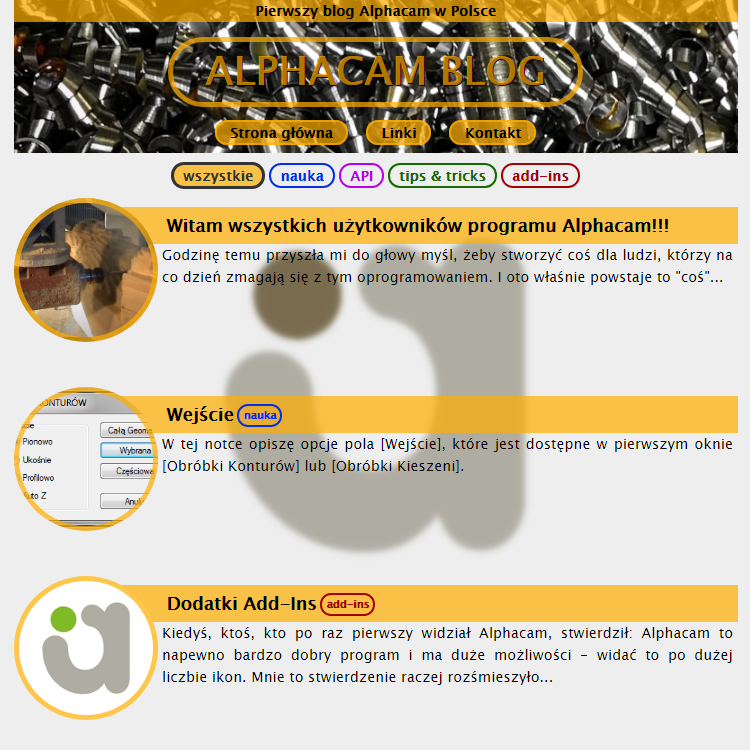 Pierwszy blog Alphacam w Polsce
ALPHACAM BLOG
Strona główna Linki Kontakt
wszystkie nauka API tips & tricks add-ins
Witam wszystkich użytkowników programu Alphacam!!!
Godzinę temu przyszła mi do głowy myśl, żeby stworzyć coś dla ludzi, którzy na
co dzień zmagają się z tym oprogramowaniem. I oto właśnie powstaje to "coś"...
Wejście nauka
W tej notce opiszę opcje pola [Wejście], które jest dostępne w pierwszym oknie
[Obróbki Konturów] lub [Obróbki Kieszeni].
KONTURÓW
Pionowo
Ukośnie
Profilowo
Auto Z
Całą Geome
Wybrana
Częściowa
Anuluj
Dodatki Add-Ins add-ins
Kiedyś, ktoś, kto po raz pierwszy widział Alphacam, stwierdził: Alphacam to
napewno bardzo dobry program i ma duże możliwości - widać to po dużej
liczbie ikon. Mnie to stwierdzenie raczej rozśmieszyło...